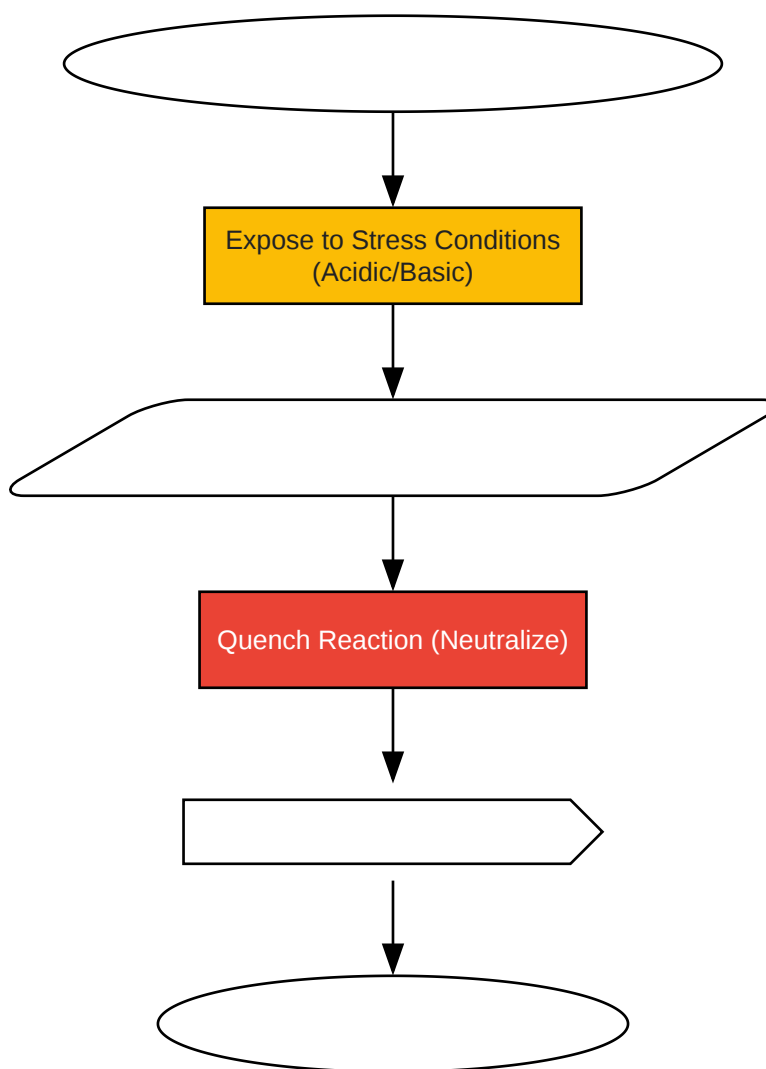 Expose to Stress Conditions
(Acidic/Basic)
Quench Reaction (Neutralize)